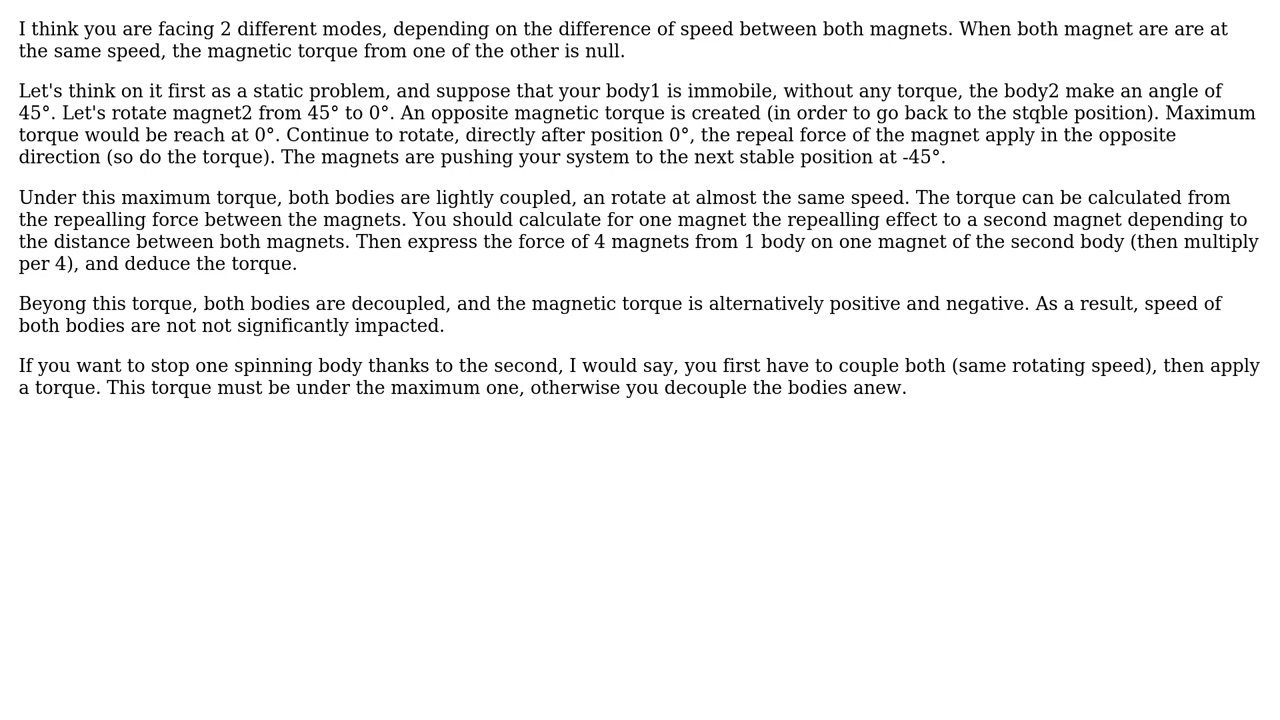 I think you are facing 2 different modes, depending on the difference of speed between both magnets. When both magnet are are at
the same speed, the magnetic torque from one of the other is null.
Let's think on it first as a static problem, and suppose that your body1 is immobile, without any torque, the body2 make an angle of
45°. Let's rotate magnet2 from 45° to 0°. An opposite magnetic torque is created (in order to go back to the stqble position). Maximum
torque would be reach at 0°. Continue to rotate, directly after position 0°, the repeal force of the magnet apply in the opposite
direction (so do the torque). The magnets are pushing your system to the next stable position at -45°.
Under this maximum torque, both bodies are lightly coupled, an rotate at almost the same speed. The torque can be calculated from
the repealling force between the magnets. You should calculate for one magnet the repealling effect to a second magnet depending to
the distance between both magnets. Then express the force of 4 magnets from 1 body on one magnet of the second body (then multiply
per 4), and deduce the torque.
Beyong this torque, both bodies are decoupled, and the magnetic torque is alternatively positive and negative. As a result, speed of
both bodies are not not significantly impacted.
If you want to stop one spinning body thanks to the second, I would say, you first have to couple both (same rotating speed), then apply
a torque. This torque must be under the maximum one, otherwise you decouple the bodies anew.